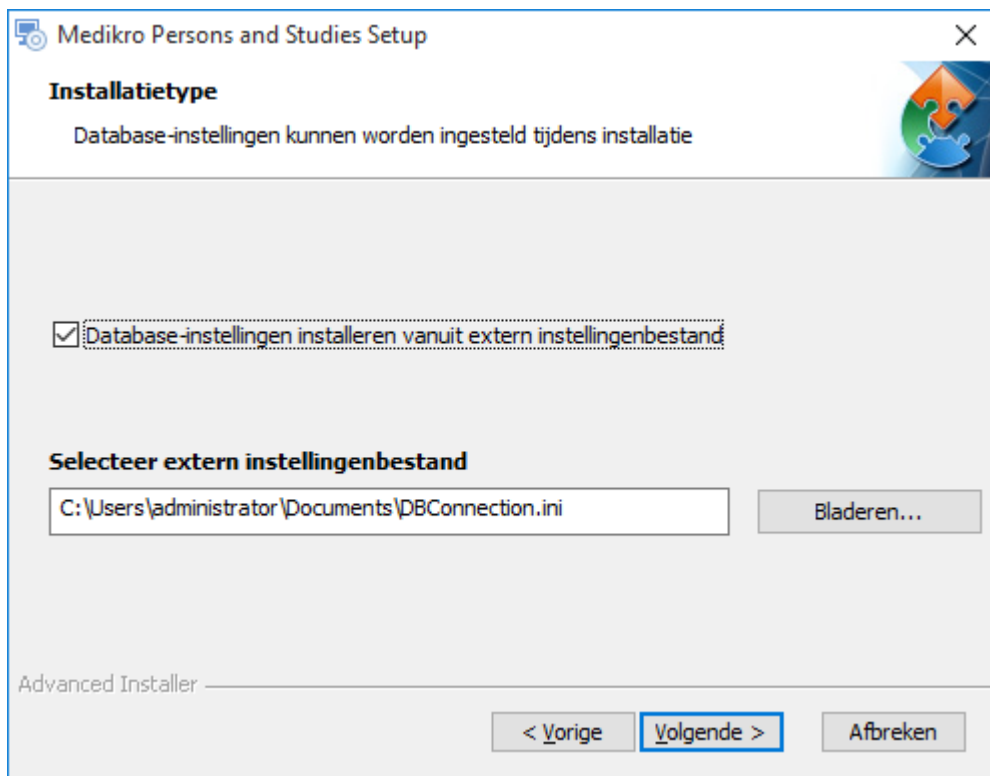 Medikro Persons and Studies Setup
Installatietype
Database-instellingen kunnen worden ingesteld tijdens installatie
Database-instellingen installeren vanuit extern instellingenbestand
Selecteer extern instellingenbestand
C:\Users\administrator\Documents\DBConnection.ini
Bladeren...
Advanced Installer
< Vorige
Volgende >
Afbreken